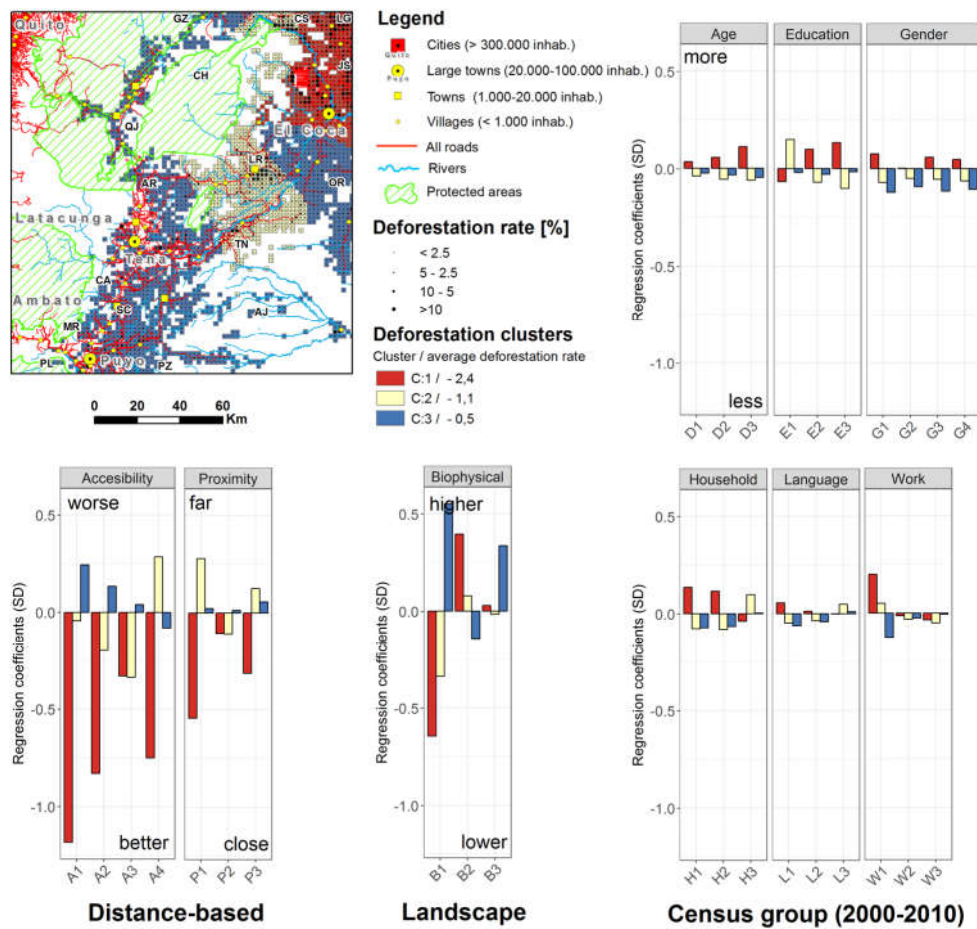 Quito
GZ
CS
LG
CH
JS
QJ
El Coca
LR
AR
OR
Latacunga
TN
Tena
CA
Ambato
SC
AJ
MR
PL
Puyo
PZ
0 20 40 60
Km
Legend
Quito
Cities (> 300.000 inhab.)
Puyo
Large towns (20.000-100.000 inhab.)
Towns (1.000-20.000 inhab.)
Villages (< 1.000 inhab.)
All roads
Rivers
Protected areas
Deforestation rate [%]
< 2.5
5 - 2.5
10 - 5
>10
Deforestation clusters
Cluster / average deforestation rate
C:1 / - 2,4
C:2 / - 1,1
C:3 / - 0,5
Age Education Gender
more
0.5
0.0
-0.5
-1.0
Regression coefficients (SD)
less
D1 D2 D3 E1 E2 E3 G1 G2 G3 G4
Accesibility Proximity
worse far
0.5
0.0
-0.5
-1.0
Regression coefficients (SD)
better close
A1 A2 A3 A4 P1 P2 P3
Distance-based
Biophysical
higher
0.5
0.0
-0.5
-1.0
Regression coefficients (SD)
lower
B1 B2 B3
Landscape
Household Language Work
0.5
0.0
-0.5
-1.0
Regression coefficients (SD)
H1 H2 H3 L1 L2 L3 W1 W2 W3
Census group (2000-2010)